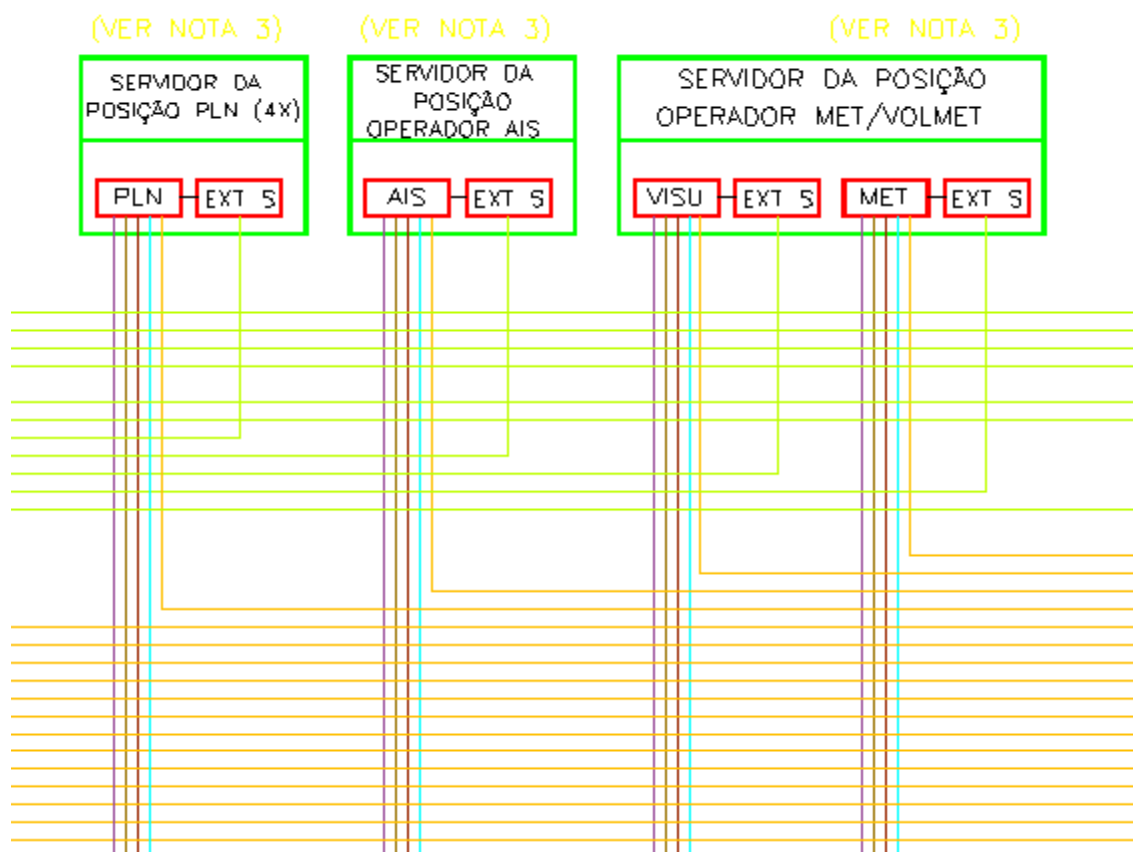 (VER NOTA 3)
(VER NOTA 3)
(VER NOTA 3)
SERVIDOR DA
POSIÇÃO PLN (4X)
SERVIDOR DA
POSIÇÃO
OPERADOR AIS
SERVIDOR DA POSIÇÃO
OPERADOR MET/VOLMET
PLN
EXT S
AIS
EXT S
VISU
EXT S
MET
EXT S